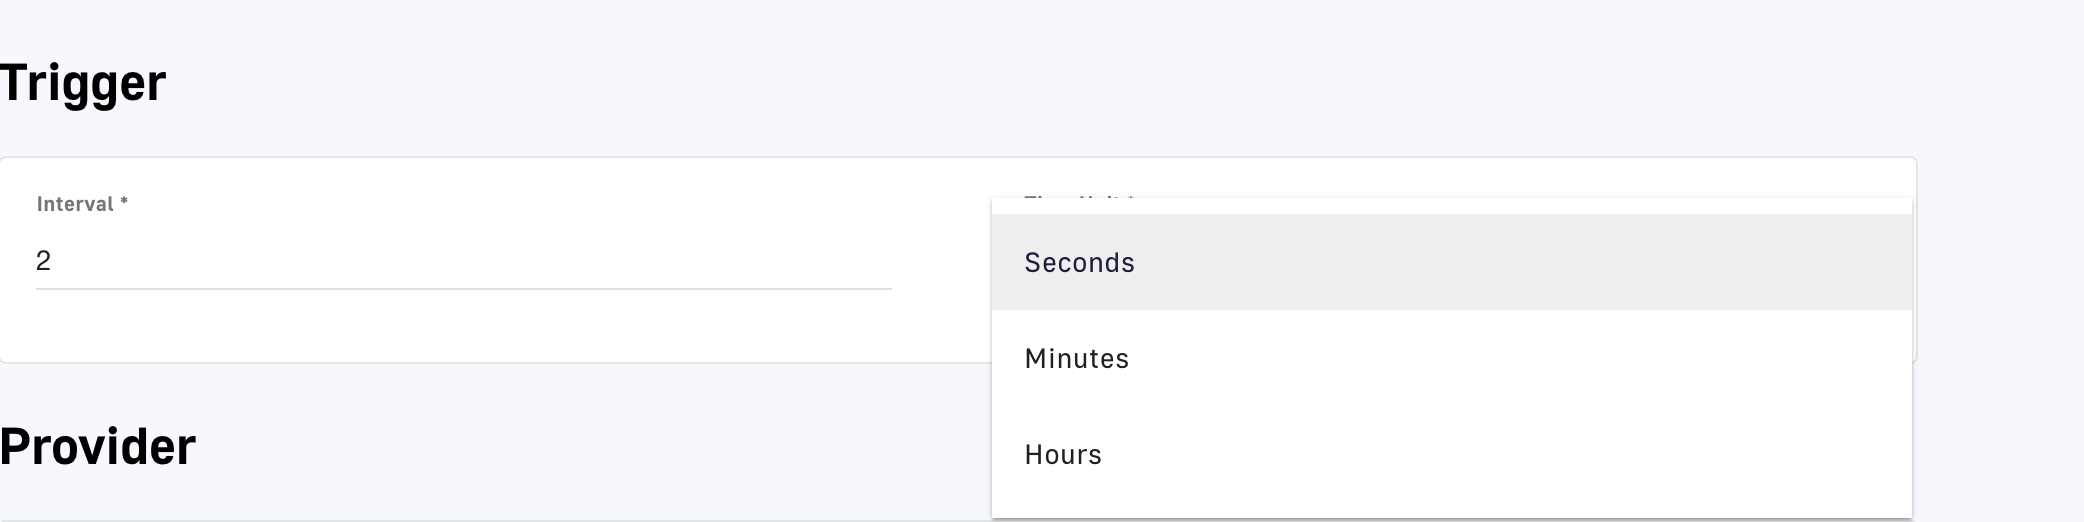 Trigger
Interval *
2
Seconds
Minutes
Hours
Provider